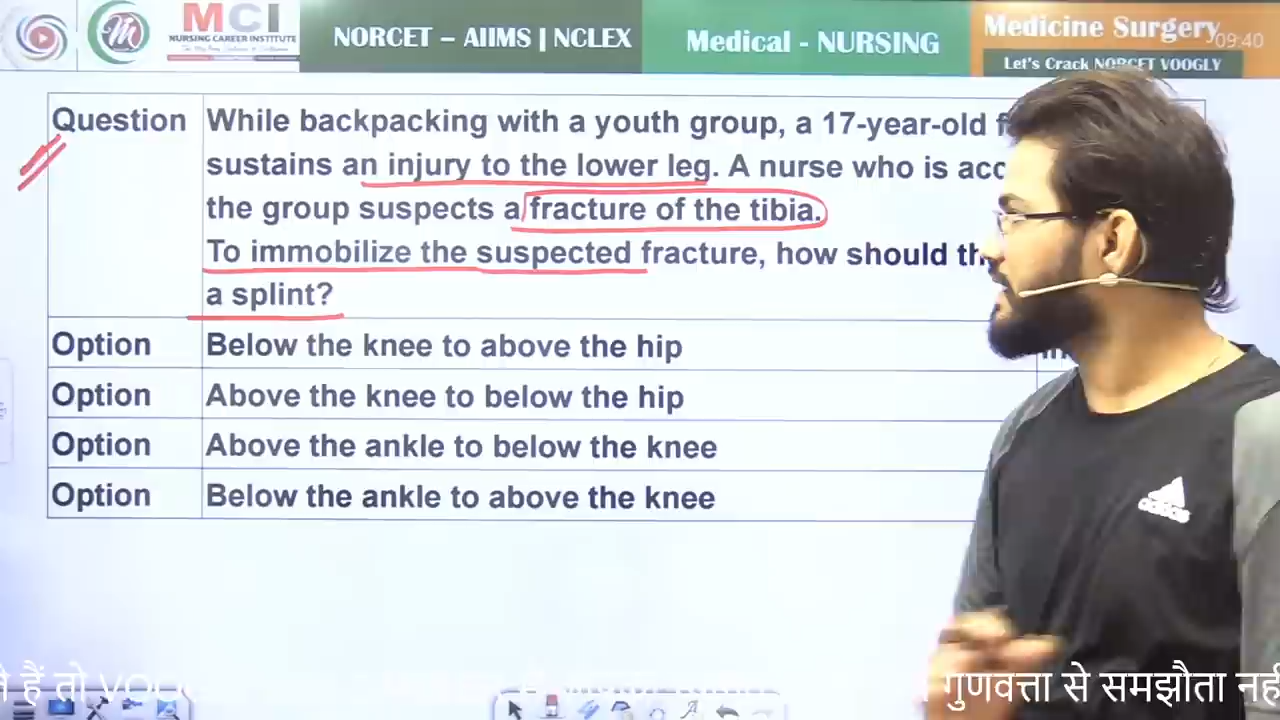 MCI
NURSING CAREER INSTITUTE
NORCET – AIIMS | NCLEX
Medical - NURSING
Medicine Surgery
09:40
Let's Crack NORCET VOOGLY
Question While backpacking with a youth group, a 17-year-old
sustains an injury to the lower leg. A nurse who is
the group suspects a fracture of the tibia.
To immobilize the suspected fracture, how should
a splint?
Option Below the knee to above the hip
Option Above the knee to below the hip
Option Above the ankle to below the knee
Option Below the ankle to above the knee
adidas
हैं तो गुणवत्ता से समझौता